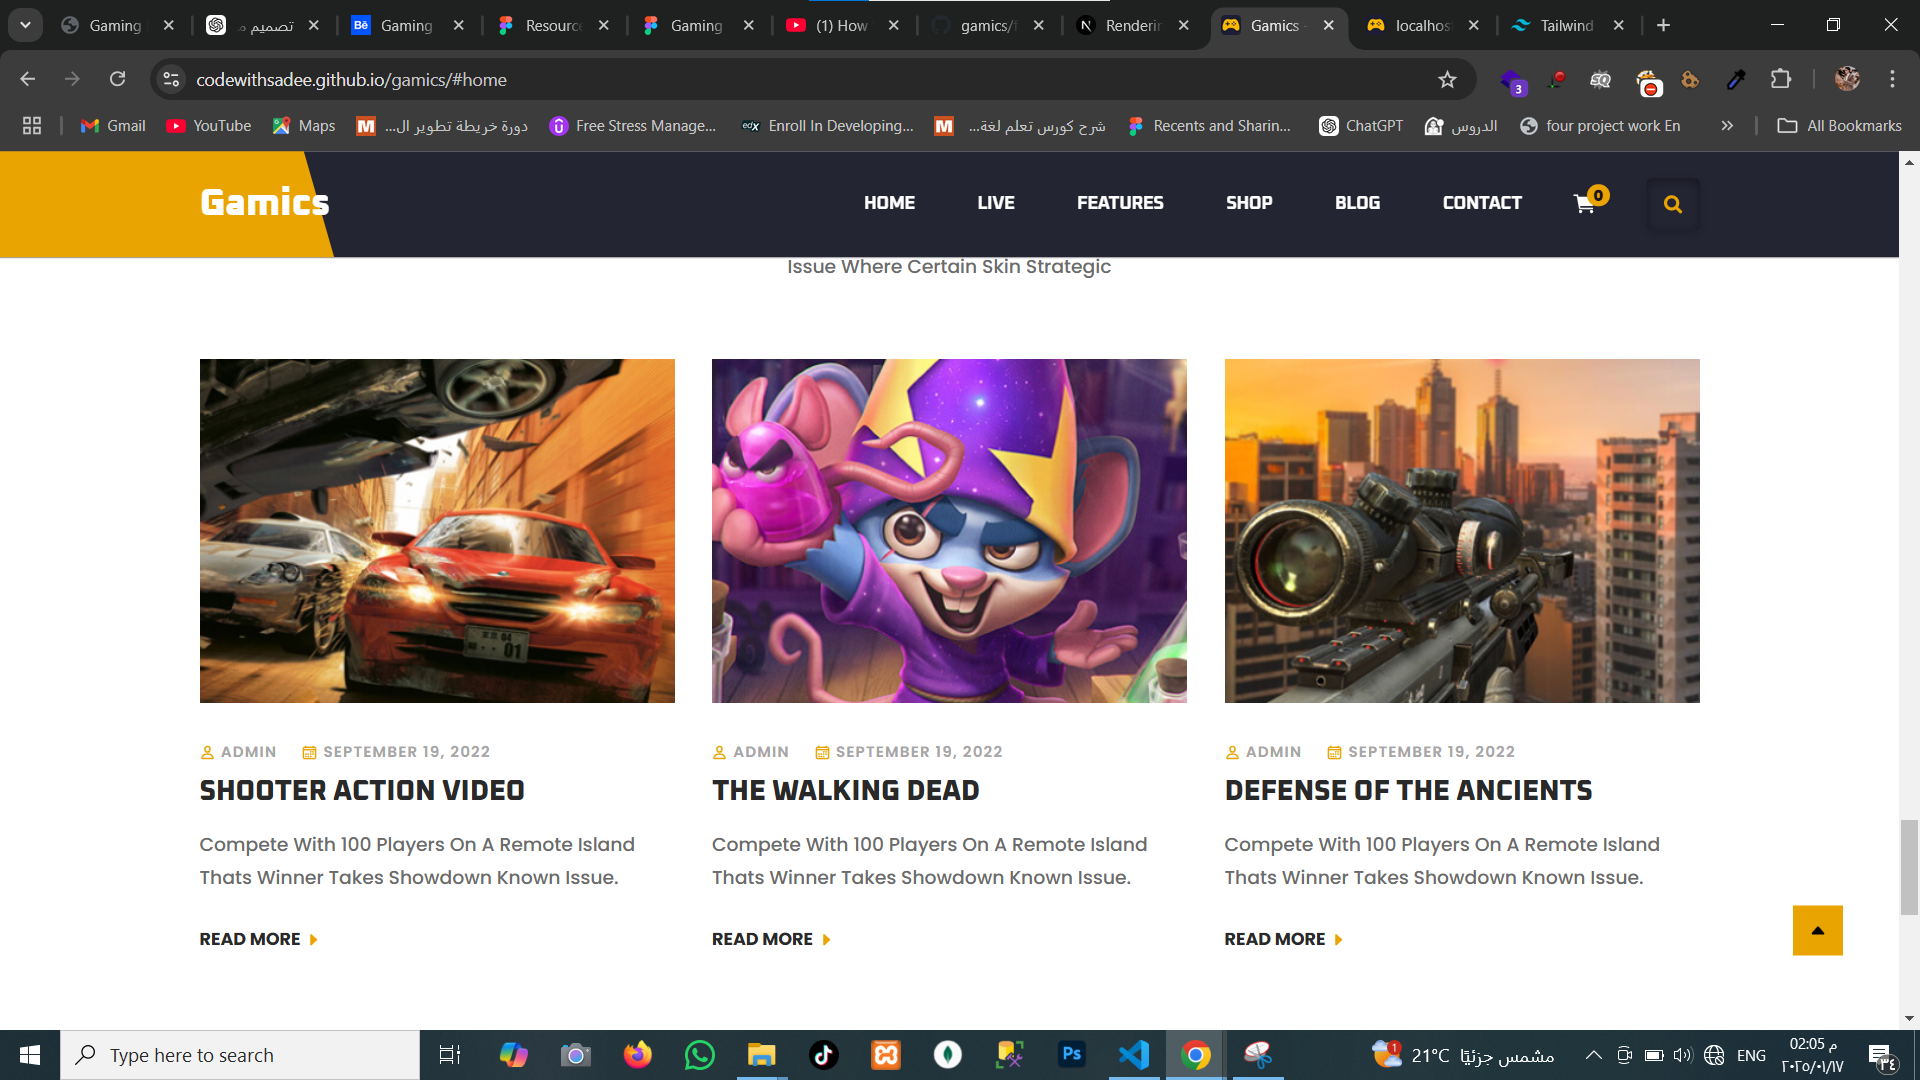 Gaming
تصميم م
Gaming
Resourc
Gaming
(1) How
gamics/f
Renderin
Gamics -
localhos
Tailwind
codewithsadee.github.io/gamics/#home
3
Gmail
YouTube
Maps
دورة خريطة تطوير ال...
Free Stress Manage...
Enroll In Developing...
شرح كورس تعلم لغة...
Recents and Sharin...
ChatGPT
الدروس
four project work En
All Bookmarks
Gamics
HOME
LIVE
FEATURES
SHOP
BLOG
CONTACT
0
Issue Where Certain Skin Strategic
01
ADMIN SEPTEMBER 19, 2022
SHOOTER ACTION VIDEO
Compete With 100 Players On A Remote Island
Thats Winner Takes Showdown Known Issue.
READ MORE
ADMIN SEPTEMBER 19, 2022
THE WALKING DEAD
Compete With 100 Players On A Remote Island
Thats Winner Takes Showdown Known Issue.
READ MORE
ADMIN SEPTEMBER 19, 2022
DEFENSE OF THE ANCIENTS
Compete With 100 Players On A Remote Island
Thats Winner Takes Showdown Known Issue.
READ MORE
Type here to search
Ps
1
21°C مشمس جزئيًا
ENG
02:05 م
٢٠٢٥/٠١/١٧
٣٤